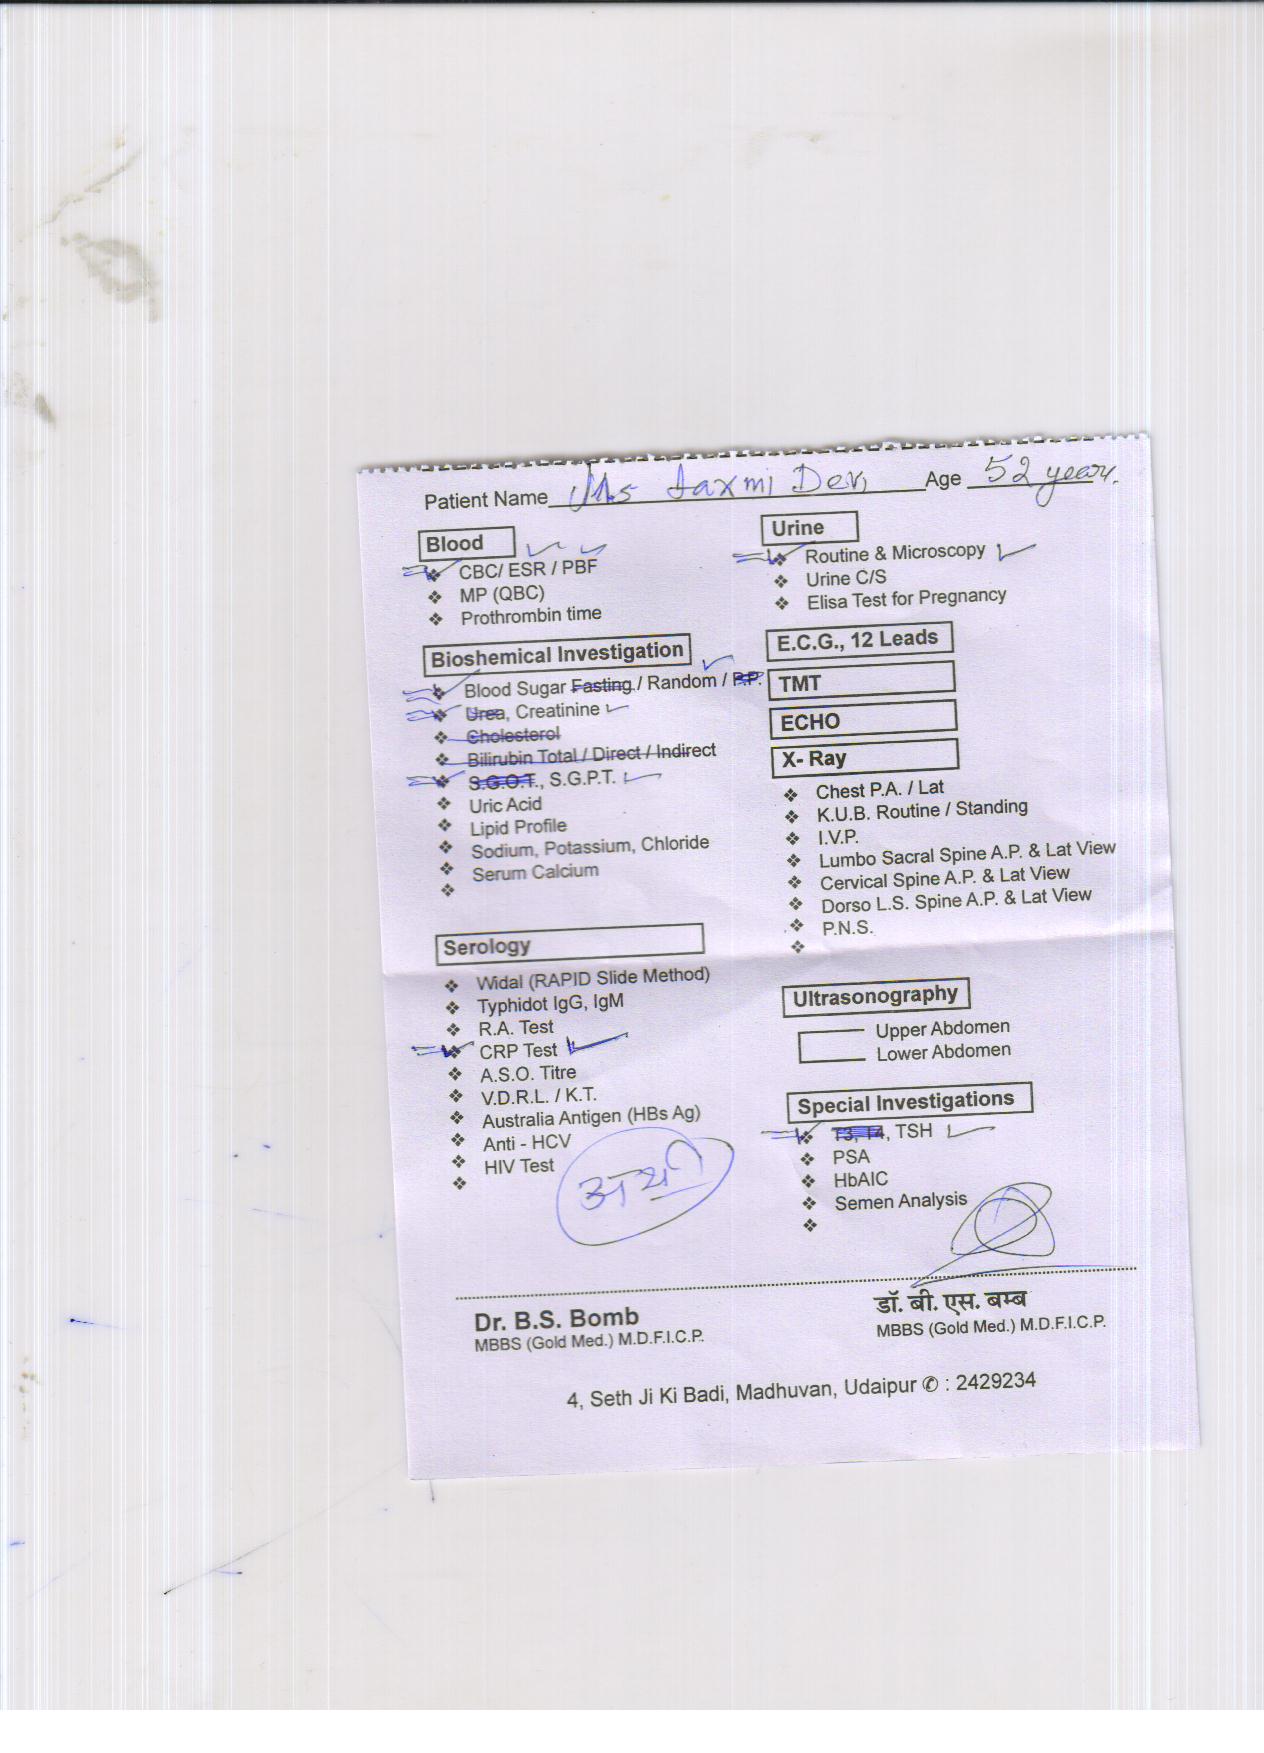 Patient Name Mrs Laxmi Devi Age 52 years.
Blood
CBC/ ESR / PBF
MP (QBC)
Prothrombin time
Bioshemical Investigation
Blood Sugar Fasting / Random / P.P.
Urea, Creatinine
Cholesterol
Bilirubin Total / Direct / Indirect
S.G.O.T., S.G.P.T.
Uric Acid
Lipid Profile
Sodium, Potassium, Chloride
Serum Calcium
Serology
Widal (RAPID Slide Method)
Typhidot IgG, IgM
R.A. Test
CRP Test
A.S.O. Titre
V.D.R.L. / K.T.
Australia Antigen (HBs Ag)
Anti - HCV
HIV Test
Urine
Routine & Microscopy
Urine C/S
Elisa Test for Pregnancy
E.C.G., 12 Leads
TMT
ECHO
X- Ray
Chest P.A. / Lat
K.U.B. Routine / Standing
I.V.P.
Lumbo Sacral Spine A.P. & Lat View
Cervical Spine A.P. & Lat View
Dorso L.S. Spine A.P. & Lat View
P.N.S.
Ultrasonography
Upper Abdomen
Lower Abdomen
Special Investigations
T3, T4, TSH
PSA
HbAIC
Semen Analysis
Dr. B.S. Bomb
MBBS (Gold Med.) M.D.F.I.C.P.
डॉ. बी. एस. बम्ब
MBBS (Gold Med.) M.D.F.I.C.P.
4, Seth Ji Ki Badi, Madhuvan, Udaipur ✆ : 2429234